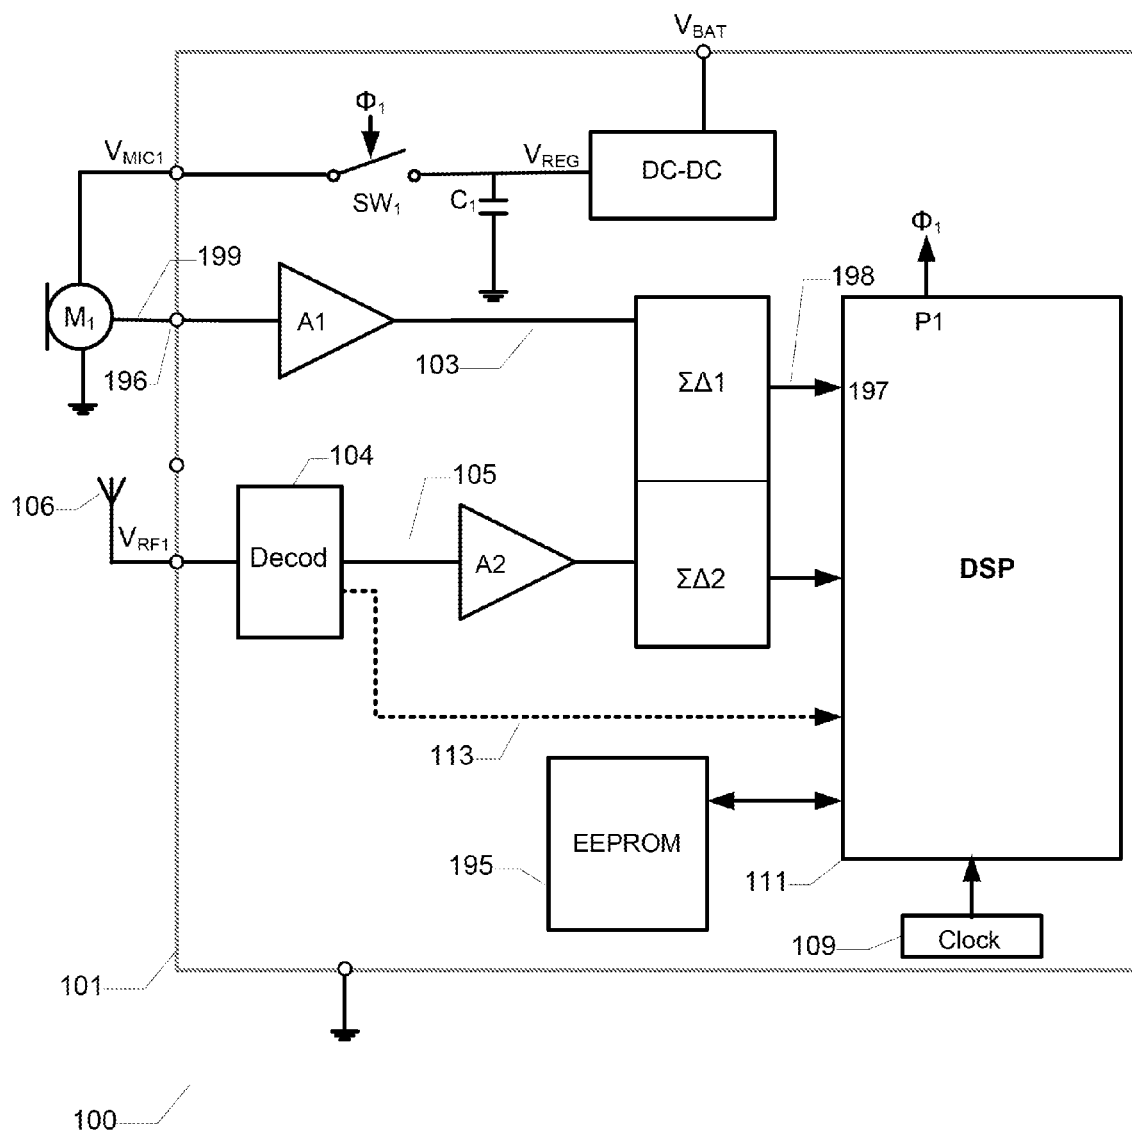 V_BAT
Φ₁
V_MIC1
V_REG
DC-DC
SW₁
C₁
Φ₁
199
198
M₁
A1
P1
103
196
ΣΔ1
197
104
105
106
V_RF1
Decod
A2
ΣΔ2
DSP
113
EEPROM
195
111
109
Clock
101
100